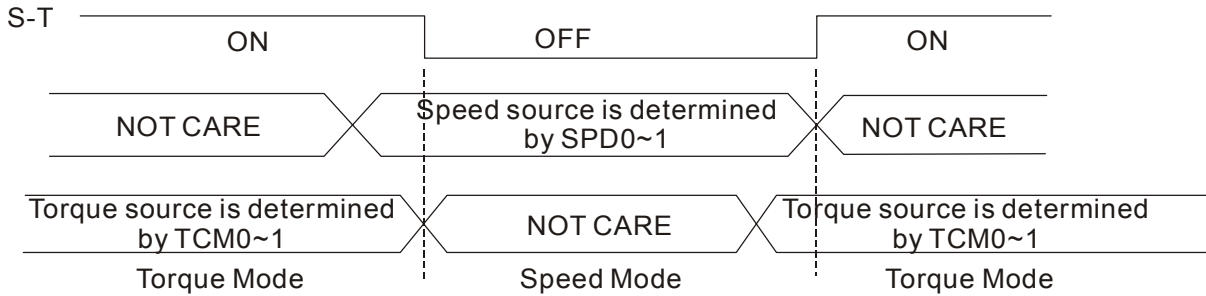 S-T
ON OFF ON
NOT CARE Speed source is determined by SPD0~1 NOT CARE
Torque source is determined by TCM0~1 NOT CARE Torque source is determined by TCM0~1
Torque Mode Speed Mode Torque Mode